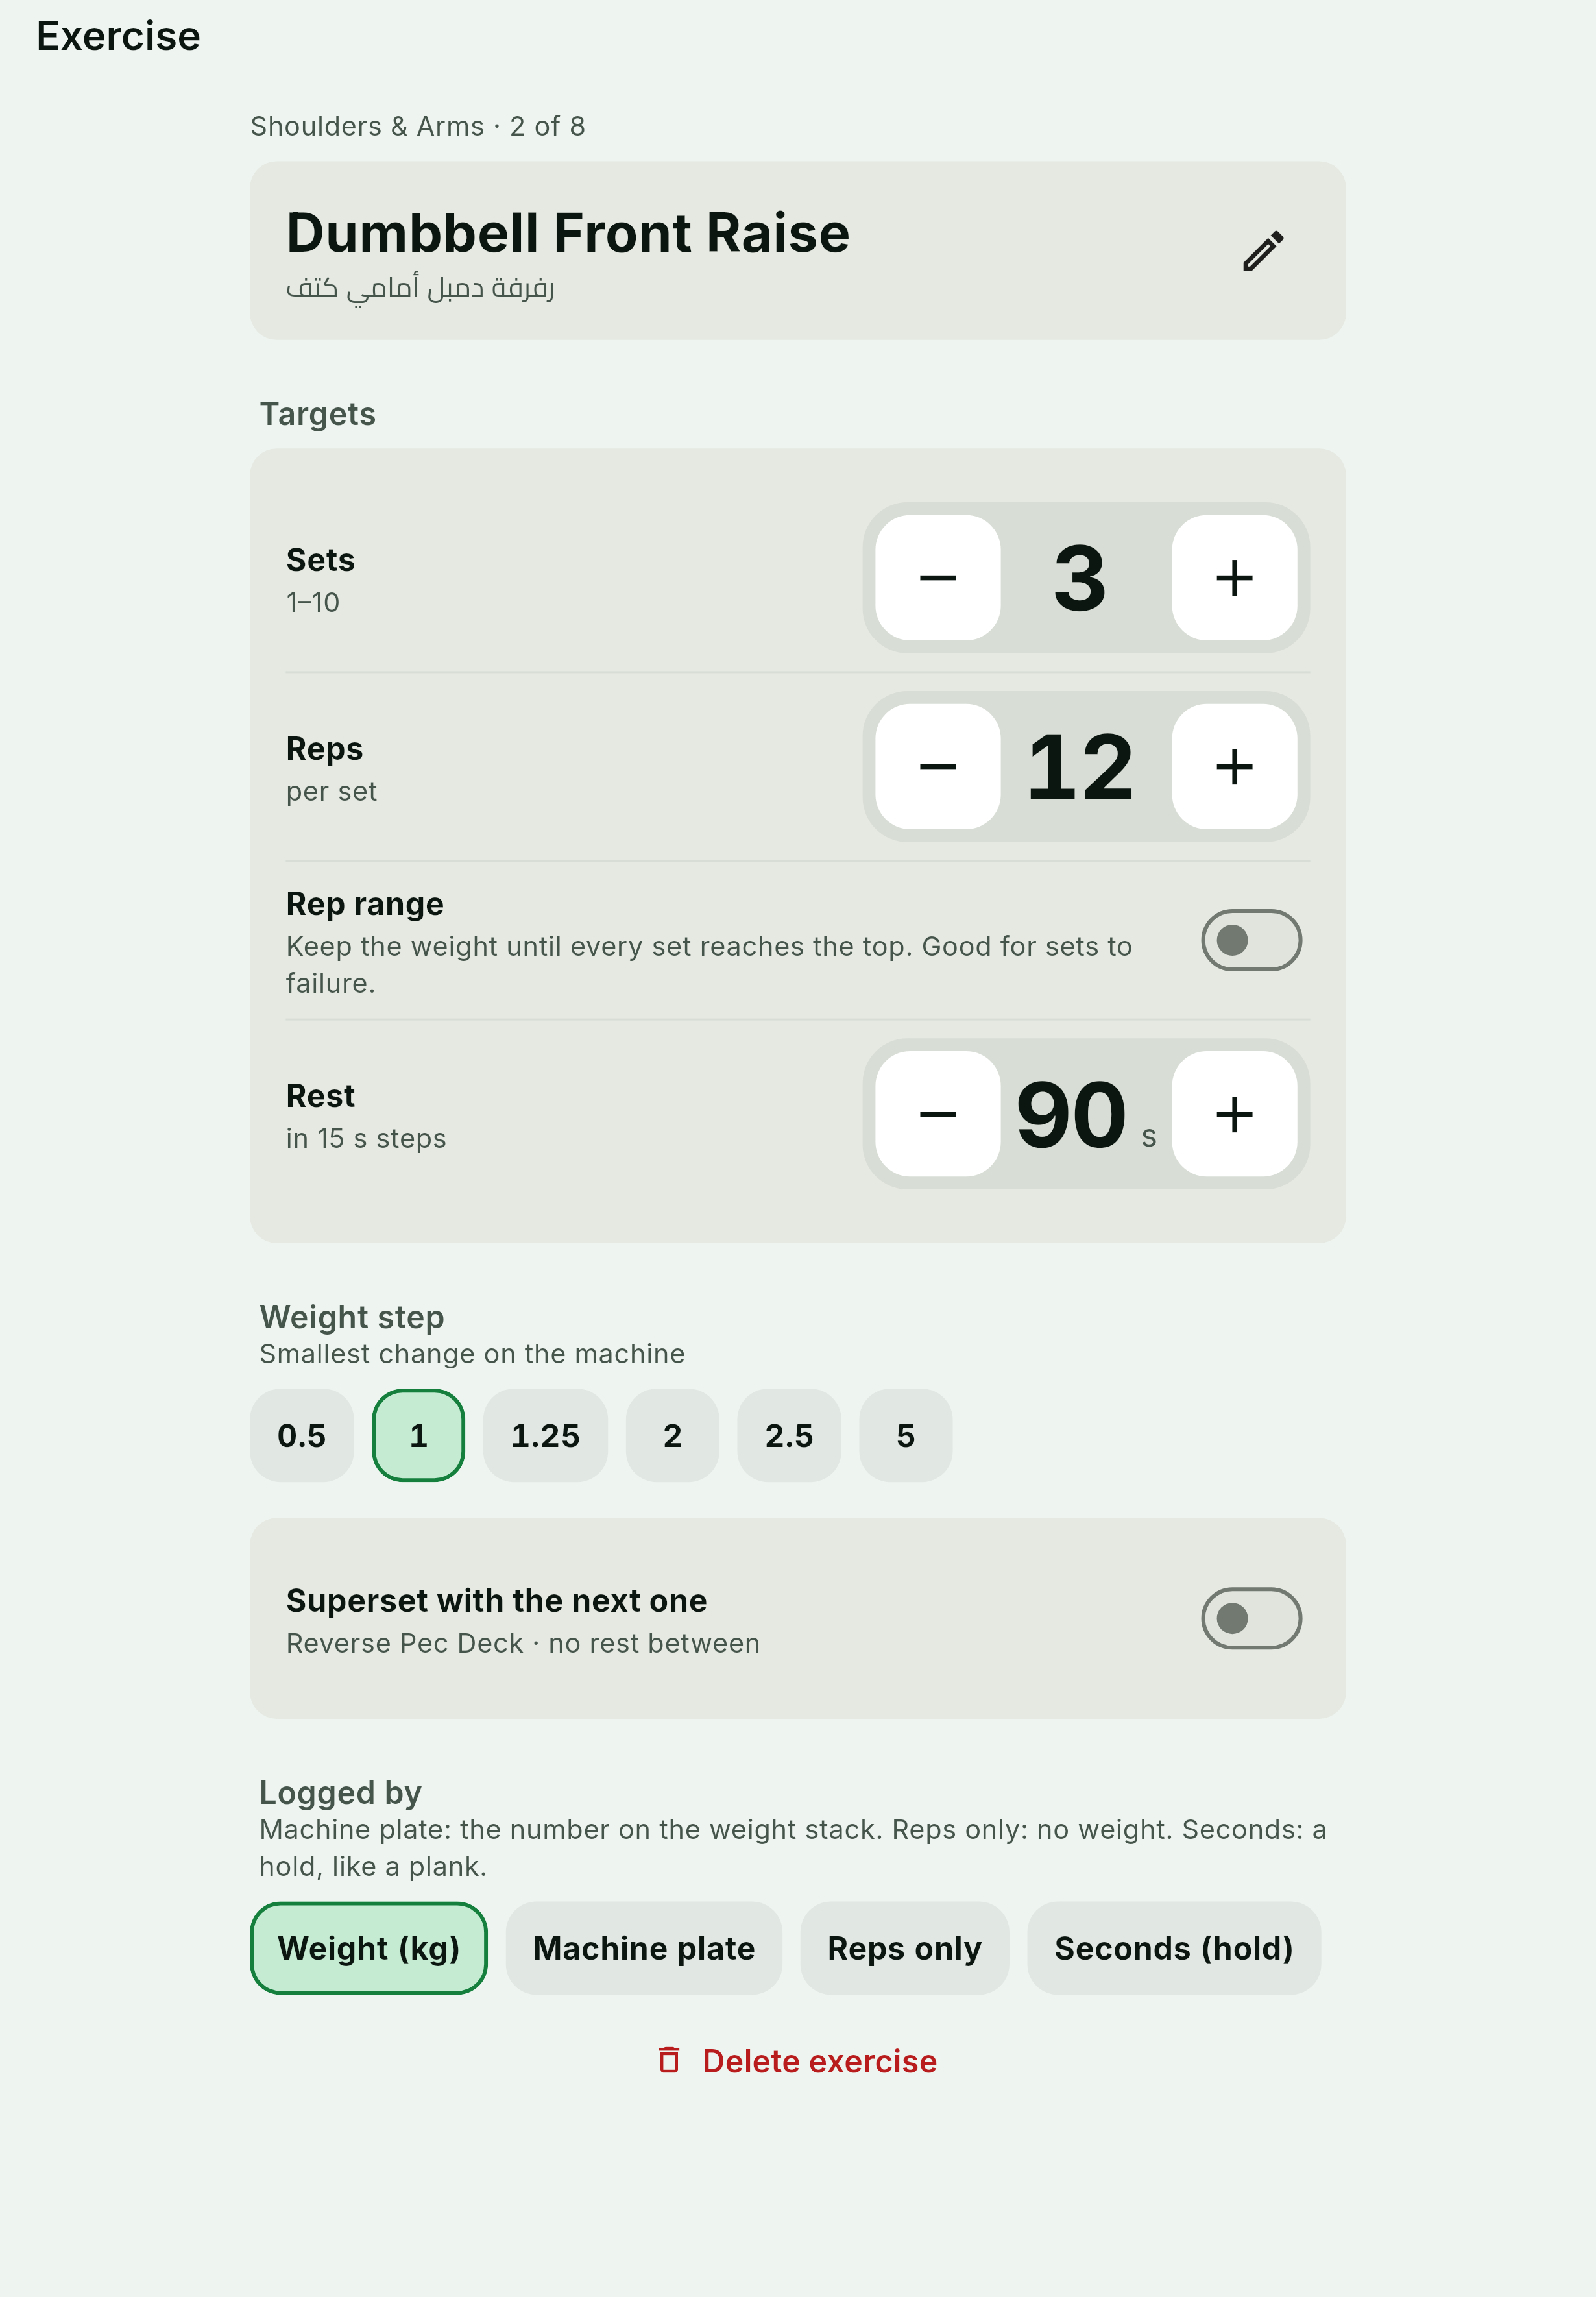 Exercise
Shoulders & Arms · 2 of 8
Dumbbell Front Raise
رفرفة دمبل أمامي كتف
Targets
Sets
1–10
− 3 +
Reps
per set
− 12 +
Rep range
Keep the weight until every set reaches the top. Good for sets to
failure.
Rest
in 15 s steps
− 90 s +
Weight step
Smallest change on the machine
0.5 1 1.25 2 2.5 5
Superset with the next one
Reverse Pec Deck · no rest between
Logged by
Machine plate: the number on the weight stack. Reps only: no weight. Seconds: a
hold, like a plank.
Weight (kg) Machine plate Reps only Seconds (hold)
Delete exercise